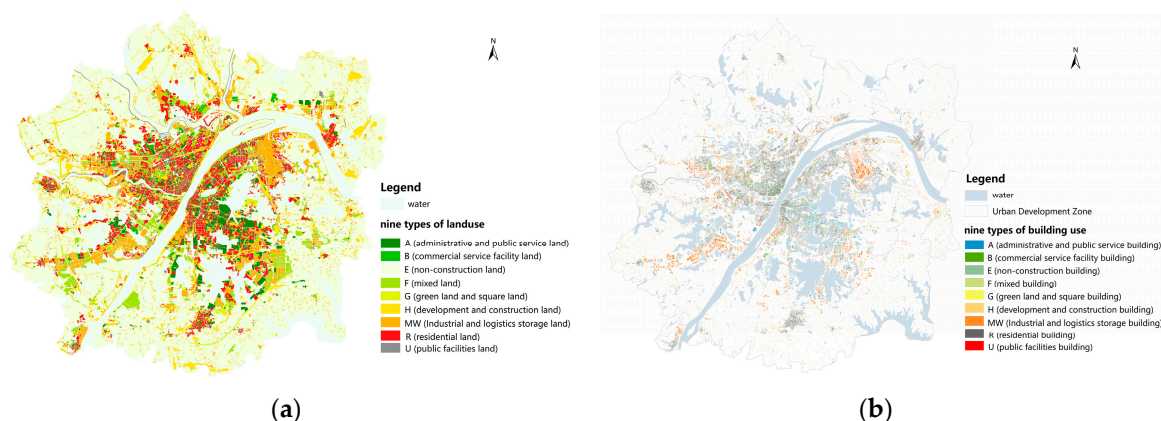 N
Legend
water
nine types of landuse
A (administrative and public service land)
B (commercial service facility land)
E (non-construction land)
F (mixed land)
G (green land and square land)
H (development and construction land)
MW (Industrial and logistics storage land)
R (residential land)
U (public facilities land)
(a)
N
Legend
water
Urban Development Zone
nine types of building use
A (administrative and public service building)
B (commercial service facility building)
E (non-construction building)
F (mixed building)
G (green land and square building)
H (development and construction building)
MW (Industrial and logistics storage building)
R (residential building)
U (public facilities building)
(b)